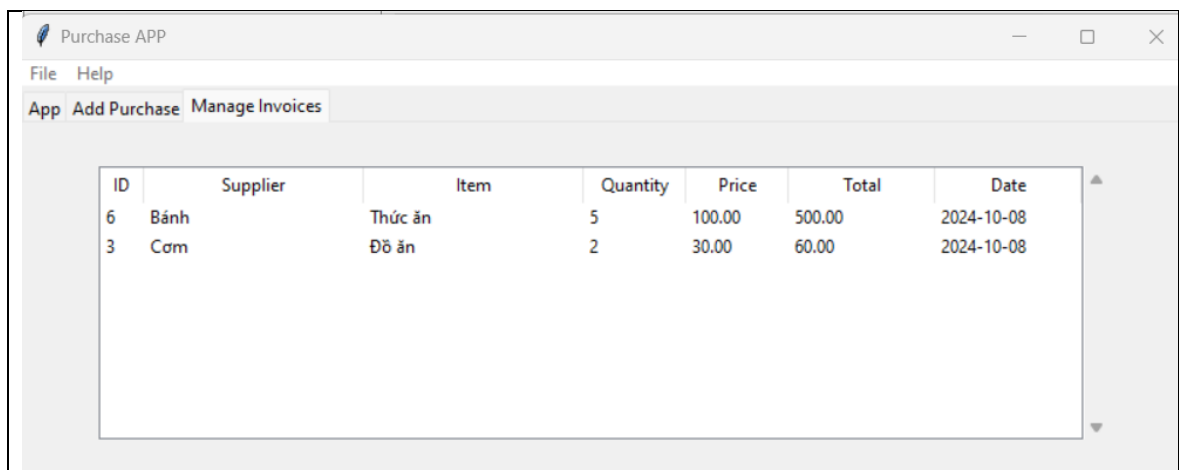 Purchase APP
File Help
App Add Purchase Manage Invoices
ID Supplier Item Quantity Price Total Date
6 Bánh Thức ăn 5 100.00 500.00 2024-10-08
3 Cơm Đồ ăn 2 30.00 60.00 2024-10-08